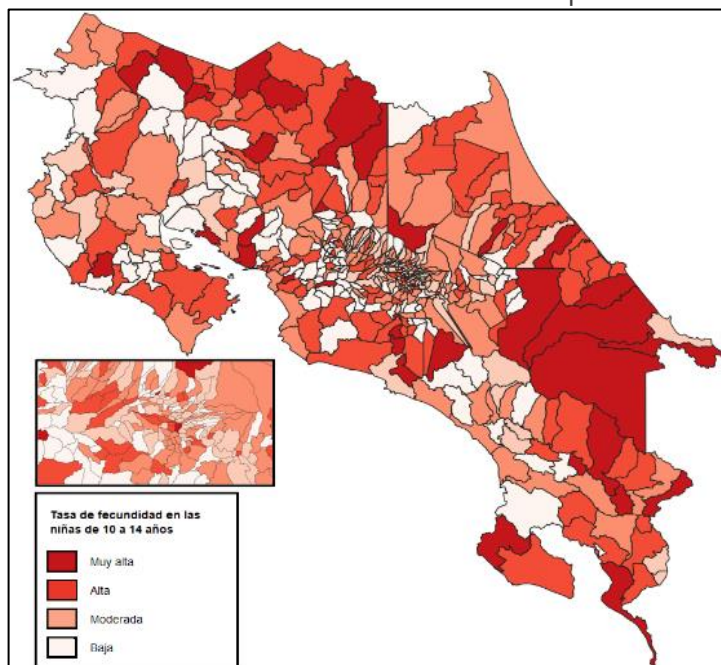 Tasa de fecundidad en las
niñas de 10 a 14 años
Muy alta
Alta
Moderada
Baja